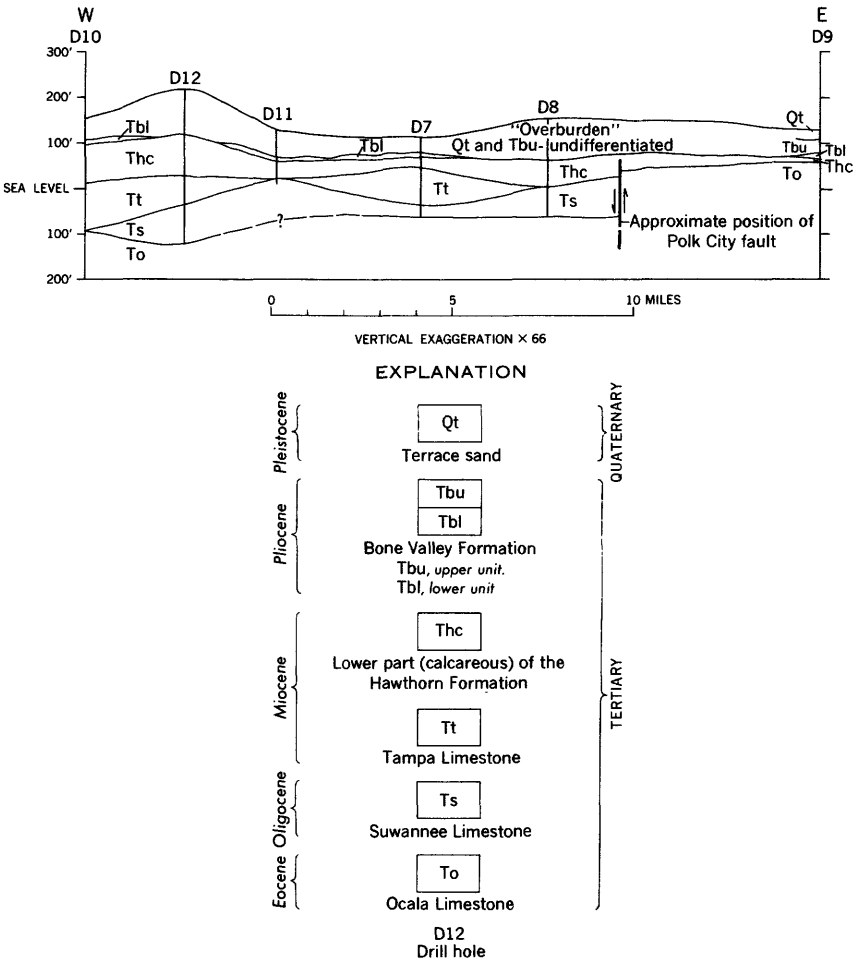 W
E
D10
D9
300'
D12
200'
D11
D7
D8
Qt
Tbl
"Overburden"
100'
Tbl
Qt and Tbu- undifferentiated
Tbu
Tbl
Thc
Thc
To
Thc
SEA LEVEL
Tt
Tt
Ts
Ts
?
Approximate position of
Polk City fault
100'
To
200'
0
5
10 MILES
VERTICAL EXAGGERATION × 66
EXPLANATION
Pleistocene
Qt
Terrace sand
QUATERNARY
Pliocene
Tbu
Tbl
Bone Valley Formation
Tbu, upper unit.
Tbl, lower unit
Miocene
Thc
Lower part (calcareous) of the
Hawthorn Formation
TERTIARY
Tt
Tampa Limestone
Oligocene
Ts
Suwannee Limestone
Eocene
To
Ocala Limestone
D12
Drill hole